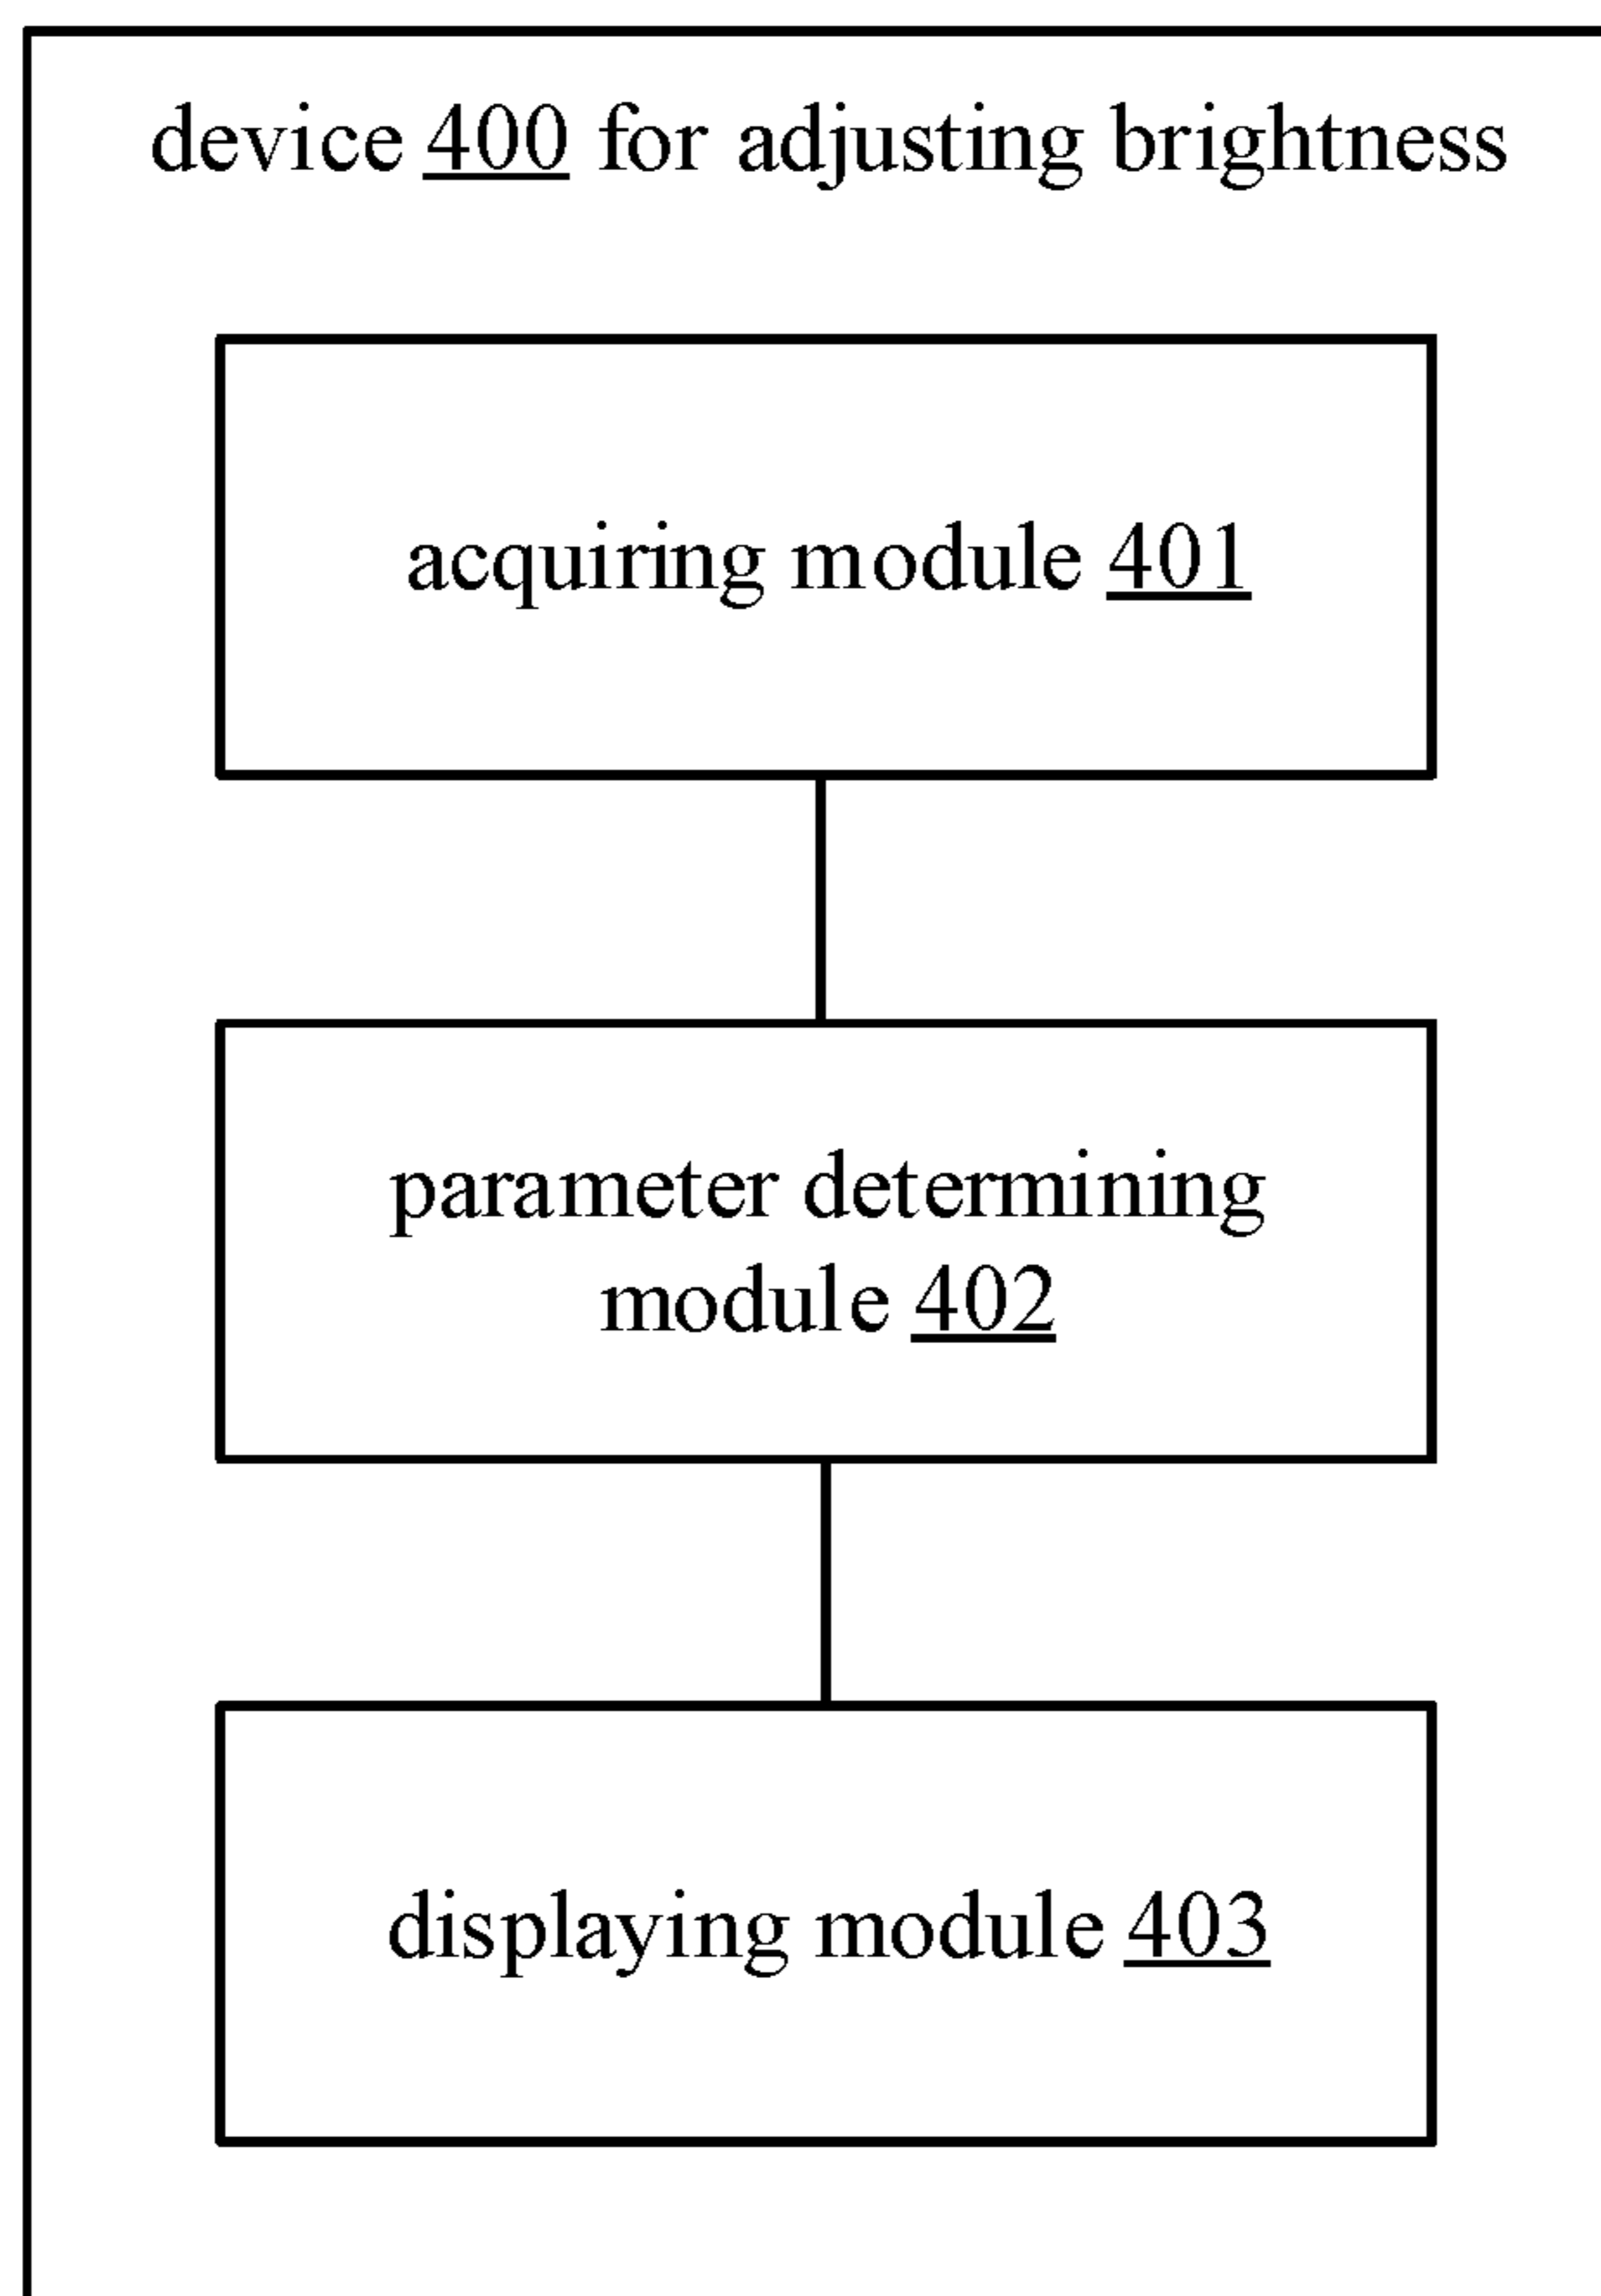 device 400 for adjusting brightness
acquiring module 401
parameter determining
module 402
displaying module 403